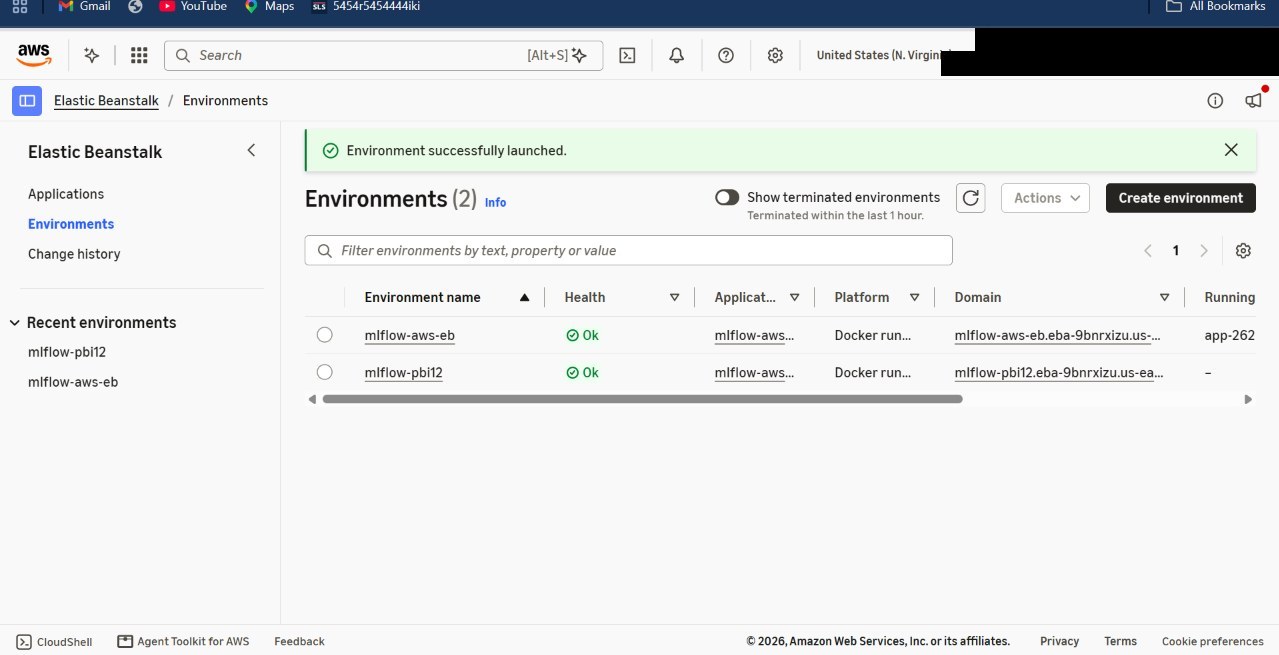 Gmail YouTube Maps SLS 5454r5454444iki All Bookmarks
aws Search [Alt+S] United States (N. Virgin
Elastic Beanstalk / Environments
Elastic Beanstalk
Applications
Environments
Change history
Recent environments
mlflow-pbi12
mlflow-aws-eb
Environment successfully launched.
Environments (2) Info
Show terminated environments
Terminated within the last 1 hour.
Actions
Create environment
Filter environments by text, property or value
1
Environment name Health Applicat... Platform Domain Running
mlflow-aws-eb Ok mlflow-aws... Docker run... mlflow-aws-eb.eba-9bnrxizu.us-... app-262
mlflow-pbi12 Ok mlflow-aws... Docker run... mlflow-pbi12.eba-9bnrxizu.us-ea... –
CloudShell Agent Toolkit for AWS Feedback © 2026, Amazon Web Services, Inc. or its affiliates. Privacy Terms Cookie preferences